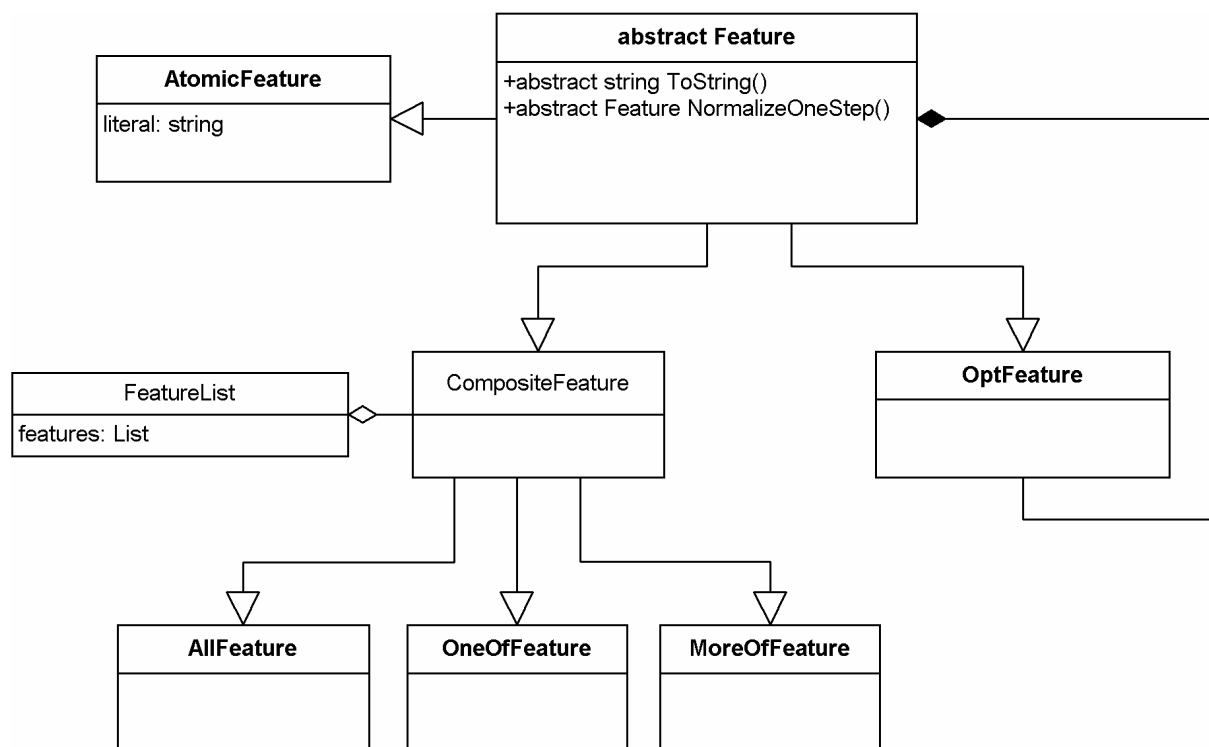 abstract Feature
+abstract string ToString()
+abstract Feature NormalizeOneStep()
AtomicFeature
literal: string
CompositeFeature
OptFeature
FeatureList
features: List
AllFeature
OneOfFeature
MoreOfFeature